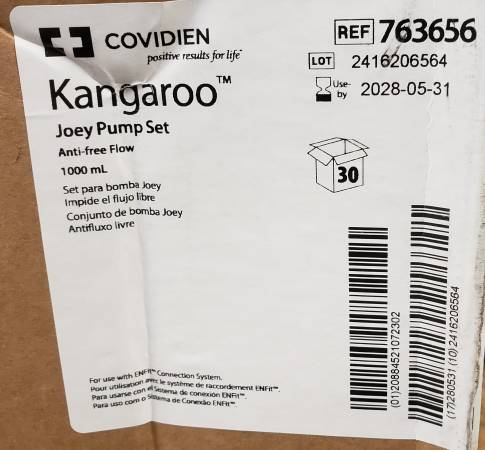 COVIDIEN
positive results for life™
REF 763656
LOT 2416206564
Use-by 2028-05-31
Kangaroo™
Joey Pump Set
Anti-free Flow
1000 mL
Set para bomba Joey
Impide el flujo libre
Conjunto de bomba Joey
Antifluxo livre
30
For use with ENFit™ Connection System.
Pour utilisation avec le système de raccordement ENFit™.
Para usarse con el Sistema de conexión ENFit™.
Para uso com o Sistema de Conexão ENFit™.
(01)20884521072302
(17)280531 (10)2416206564